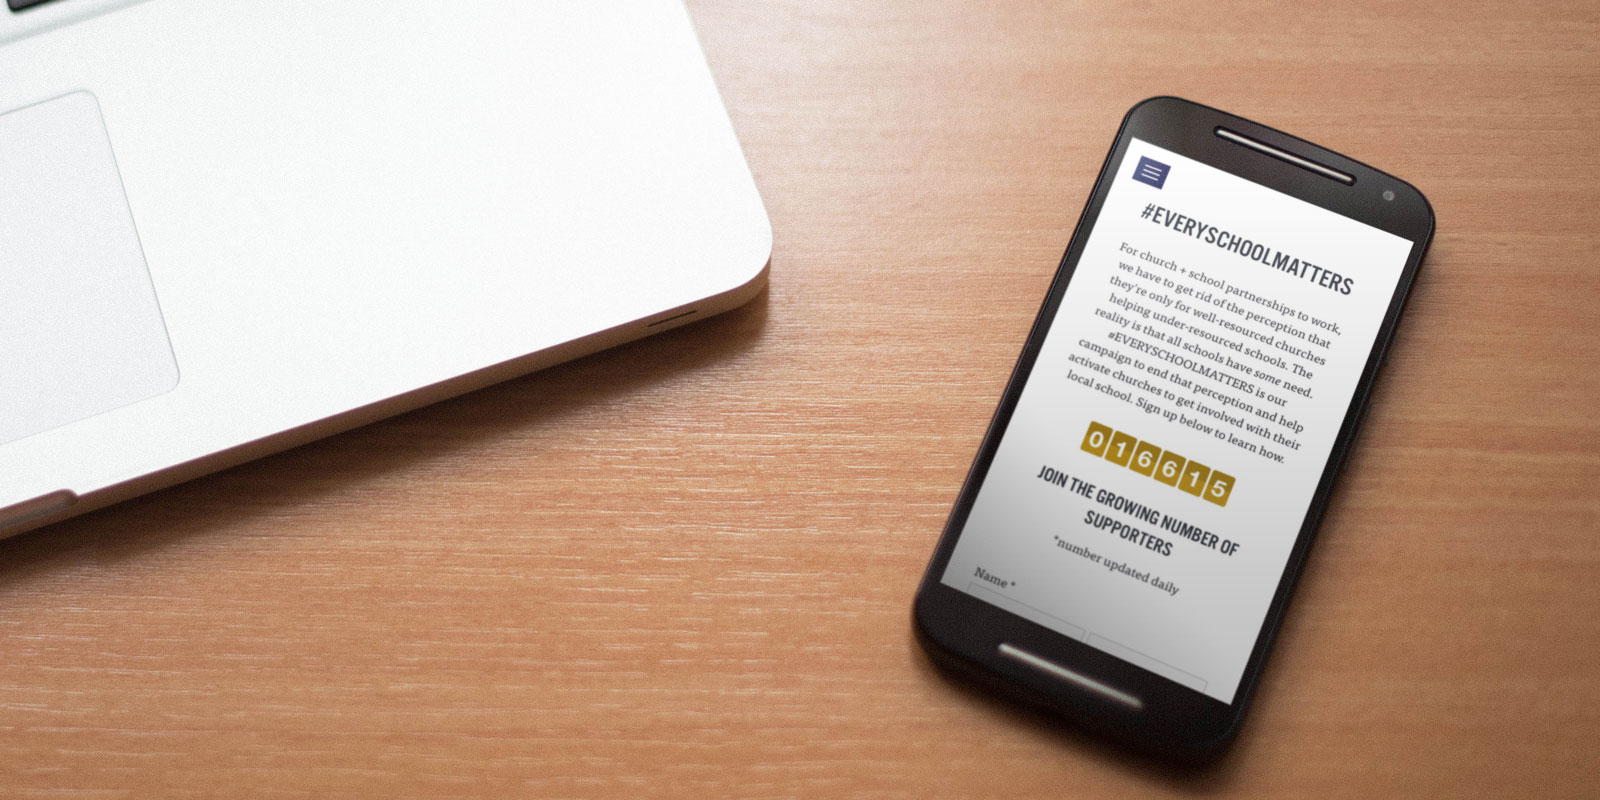 #EVERYSCHOOLMATTERS
For church + school partnerships to work,
we have to get rid of the perception that
they're only for well-resourced churches
helping under-resourced schools. The
reality is that all schools have some need.
#EVERYSCHOOLMATTERS is our
campaign to end that perception and help
activate churches to get involved with their
local school. Sign up below to learn how.
016615
JOIN THE GROWING NUMBER OF
SUPPORTERS
*number updated daily
Name *